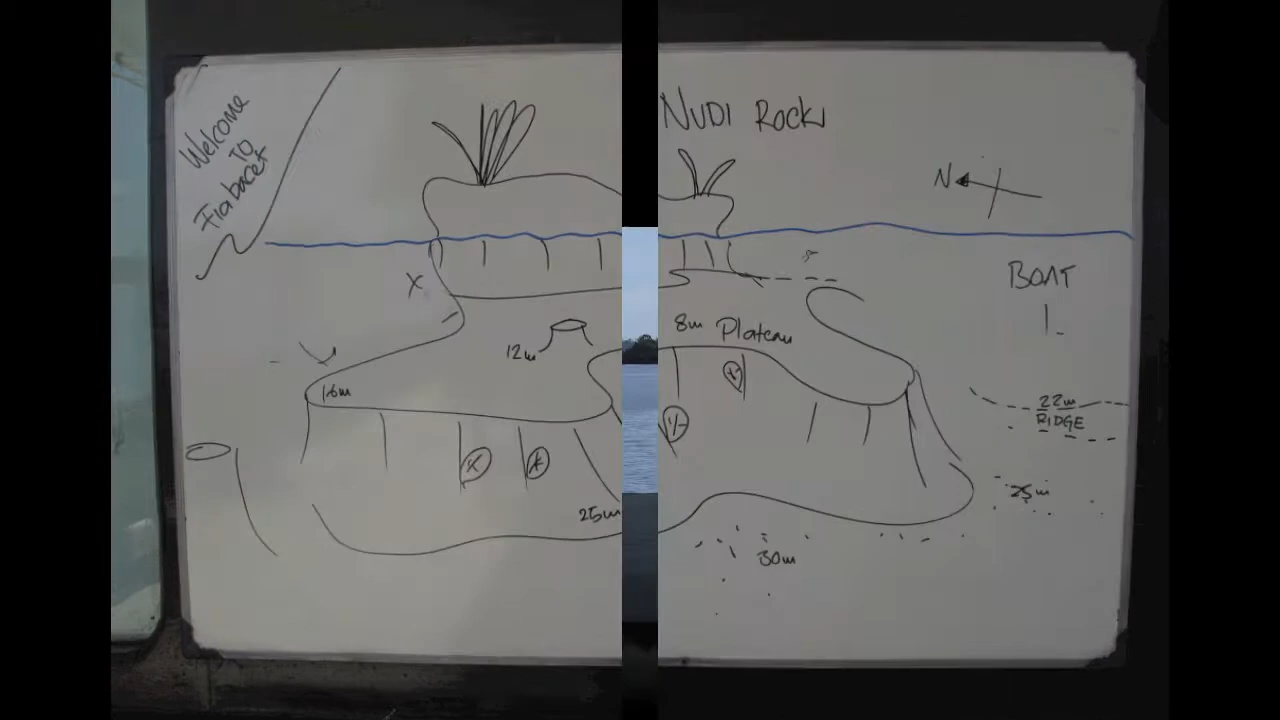 Welcome
To
Fiabacet
NUDI ROCK
N
BOAT
8m Plateau
12m
16m
22m
RIDGE
25m
25m
30m